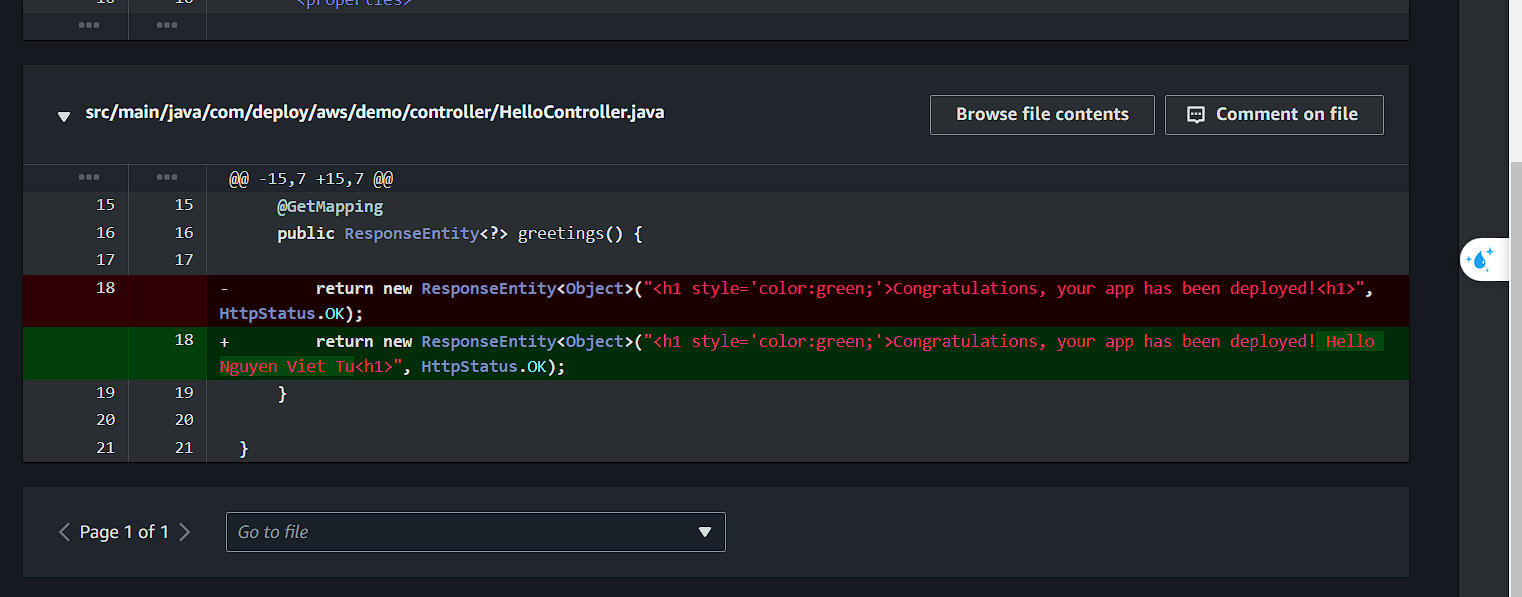 16 16 <properties>
src/main/java/com/deploy/aws/demo/controller/HelloController.java
Browse file contents
Comment on file
@@ -15,7 +15,7 @@
15 15 @GetMapping
16 16 public ResponseEntity<?> greetings() {
17 17
18 - return new ResponseEntity<Object>("<h1 style='color:green;'>Congratulations, your app has been deployed!<h1>",
HttpStatus.OK);
18 + return new ResponseEntity<Object>("<h1 style='color:green;'>Congratulations, your app has been deployed! Hello
Nguyen Viet Tu<h1>", HttpStatus.OK);
19 19 }
20 20
21 21 }
Page 1 of 1
Go to file